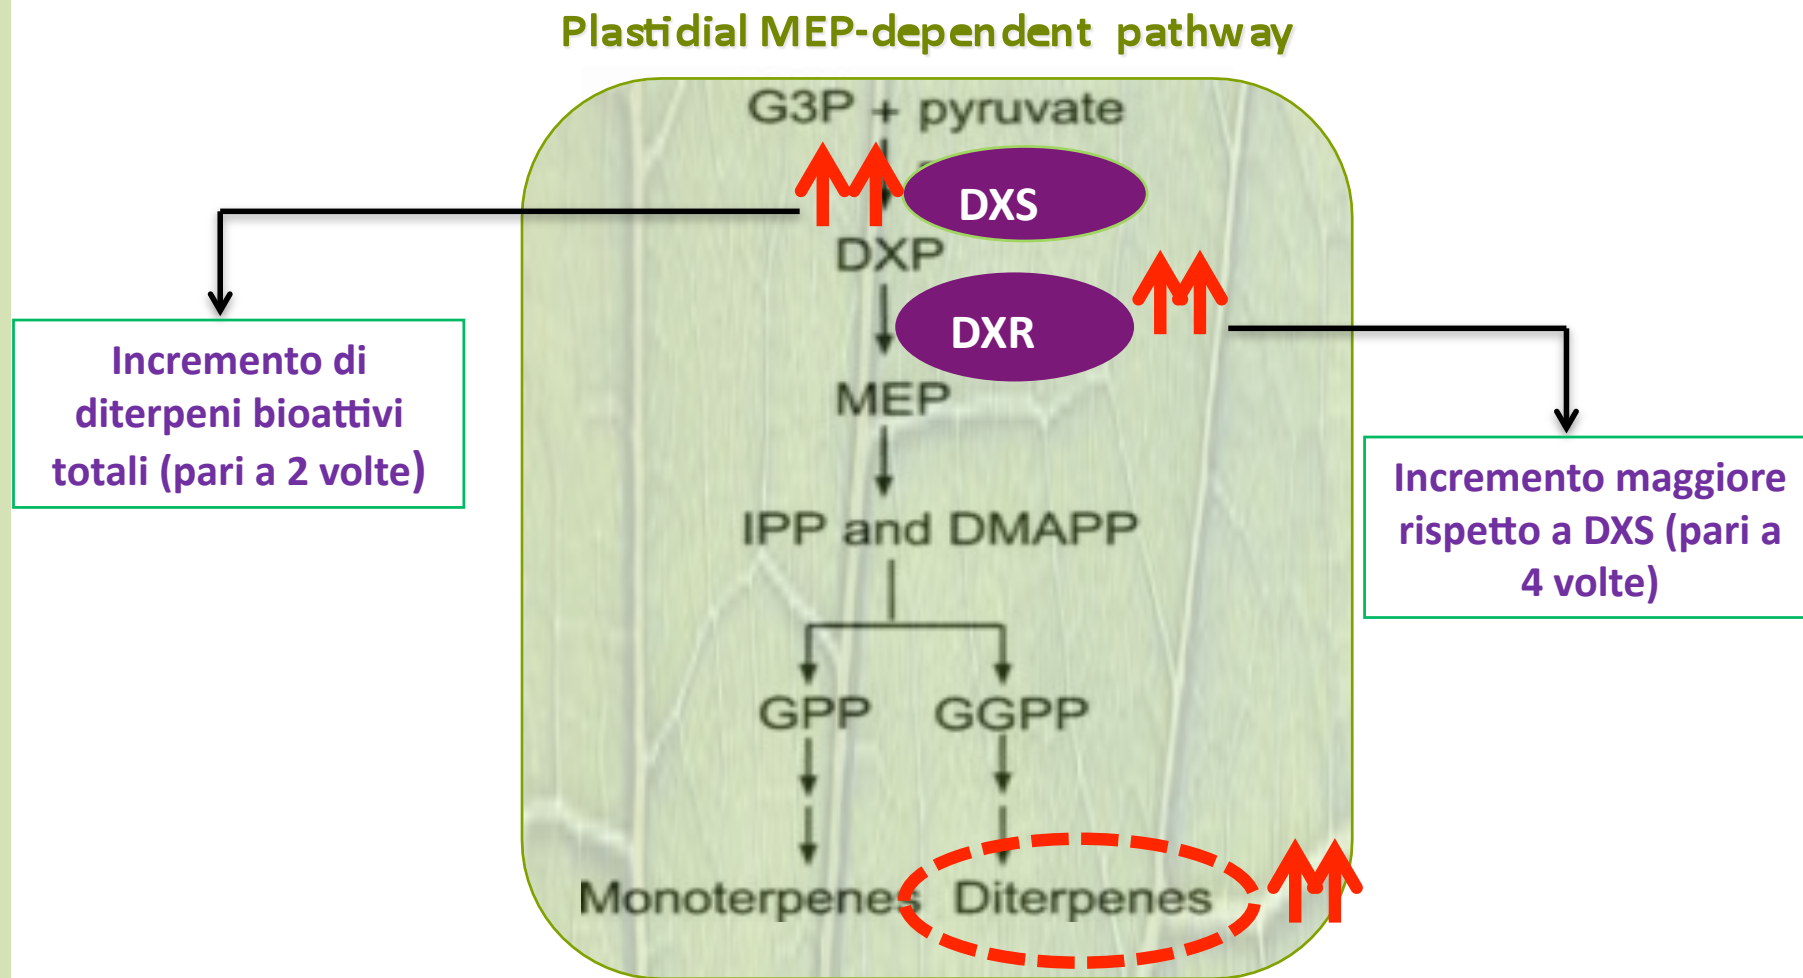 Plastidial MEP-dependent pathway
G3P + pyruvate
DXS
DXP
DXR
MEP
Incremento di
diterpeni bioattivi
totali (pari a 2 volte)
Incremento maggiore
rispetto a DXS (pari a
4 volte)
IPP and DMAPP
GPP GGPP
Monoterpenes Diterpenes